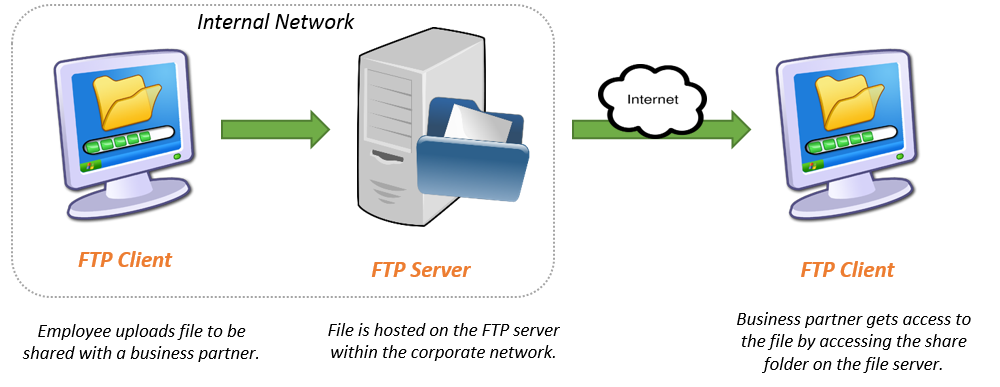 Internal Network
Internet
FTP Client
FTP Server
FTP Client
Employee uploads file to be
shared with a business partner.
File is hosted on the FTP server
within the corporate network.
Business partner gets access to
the file by accessing the share
folder on the file server.